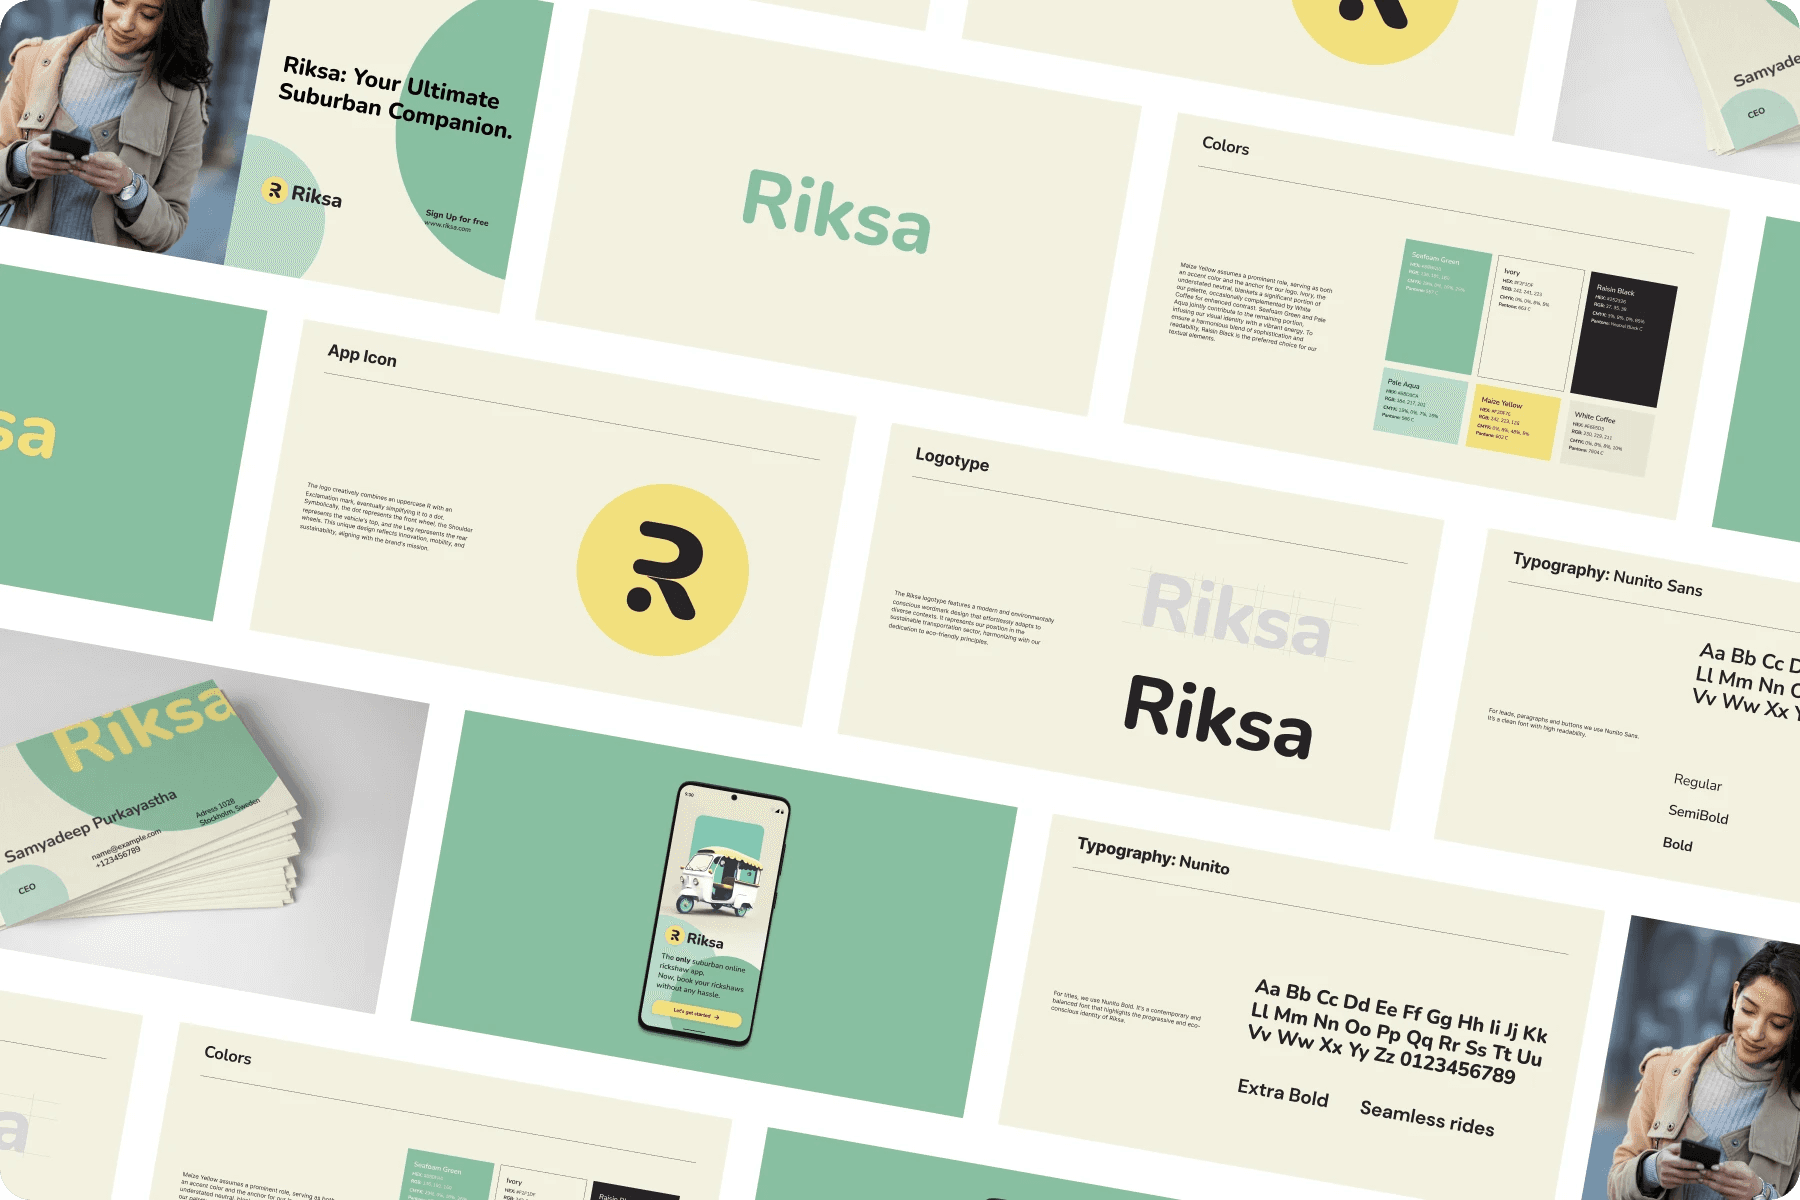 Riksa: Your Ultimate
Suburban Companion.
Riksa
Sign Up for free
www.riksa.com
Riksa
Colors
Maize Yellow assumes a prominent role, serving as both
an accent color and the anchor for our logo. Ivory, the
understated neutral, blankets a significant portion of
our palette, occasionally complemented by White
Coffee for enhanced contrast. Seafoam Green and Pale
Aqua jointly contribute to the remaining portion,
infusing our visual identity with a vibrant energy. To
ensure a harmonious blend of sophistication and
readability, Raisin Black is the preferred choice for our
textual elements.
Seafoam Green
Ivory
Raisin Black
Pale Aqua
Maize Yellow
White Coffee
Samyade
CEO
sa
App Icon
The logo creatively combines an uppercase R with an
Exclamation mark, eventually simplifying it to a dot.
Symbolically, the dot represents the front wheel, the Shoulder
represents the vehicle's top, and the Leg represents the rear
wheels. This unique design reflects innovation, mobility, and
sustainability, aligning with the brand's mission.
Logotype
The Riksa logotype features a modern and environmentally
conscious wordmark design that effortlessly adapts to
diverse contexts. It represents our position in the
sustainable transportation sector, harmonizing with our
dedication to eco-friendly principles.
Riksa
Riksa
Typography: Nunito Sans
For leads, paragraphs and buttons we use Nunito Sans.
It's a clean font with high readability.
Aa Bb Cc D
Ll Mm Nn O
Vv Ww Xx Y
Regular
SemiBold
Bold
Riksa
Samyadeep Purkayastha
CEO
name@example.com
+123456789
Adress 1028
Stockholm, Sweden
9:30
Riksa
The only suburban online
rickshaw app.
Now, book your rickshaws
without any hassle.
Let's get started
Typography: Nunito
For titles, we use Nunito Bold. It's a contemporary and
balanced font that highlights the progressive and eco-
conscious identity of Riksa.
Aa Bb Cc Dd Ee Ff Gg Hh Ii Jj Kk
Ll Mm Nn Oo Pp Qq Rr Ss Tt Uu
Vv Ww Xx Yy Zz 0123456789
Extra Bold
Seamless rides
a
Colors
Maize Yellow assumes a prominent role, serving as both
an accent color and the anchor for our
Seafoam Green
Ivory